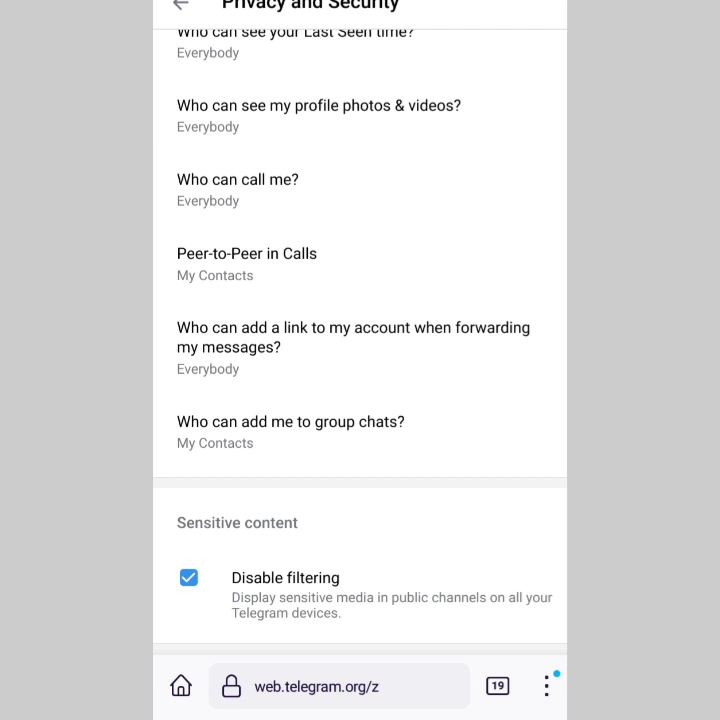 Privacy and Security
Who can see your Last Seen time?
Everybody
Who can see my profile photos & videos?
Everybody
Who can call me?
Everybody
Peer-to-Peer in Calls
My Contacts
Who can add a link to my account when forwarding
my messages?
Everybody
Who can add me to group chats?
My Contacts
Sensitive content
Disable filtering
Display sensitive media in public channels on all your
Telegram devices.
web.telegram.org/z
19